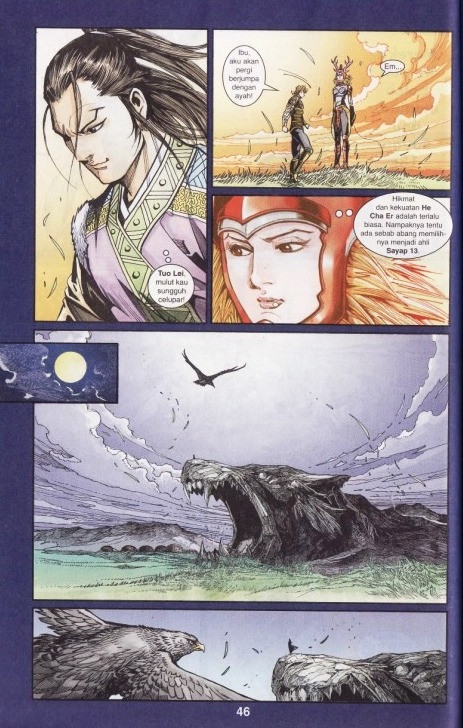 Tuo Lei,
mulut kau
sungguh
celupar!
Ibu,
aku akan
pergi
berjumpa
dengan
ayah!
Em...
Hikmat
dan kekuatan He
Cha Er adalah terlalu
biasa. Nampaknya tentu
ada sebab abang memilih-
nya menjadi ahli
Sayap 13.
46